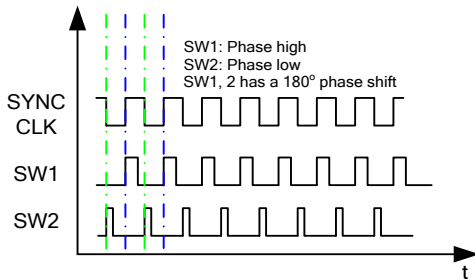 SW1: Phase high
SW2: Phase low
SW1, 2 has a 180° phase shift
SYNC
CLK
SW1
SW2
t